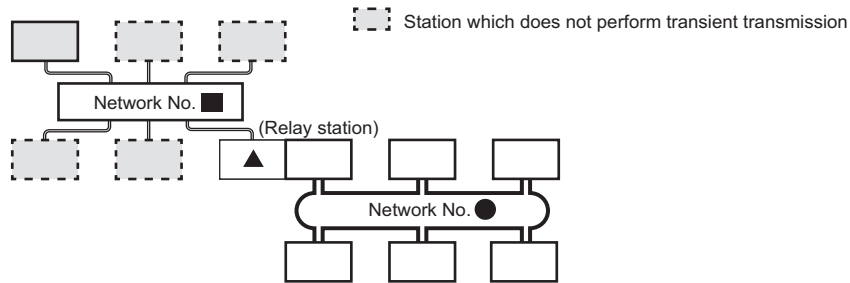 Station which does not perform transient transmission
Network No. ■
(Relay station)
▲
Network No. ●